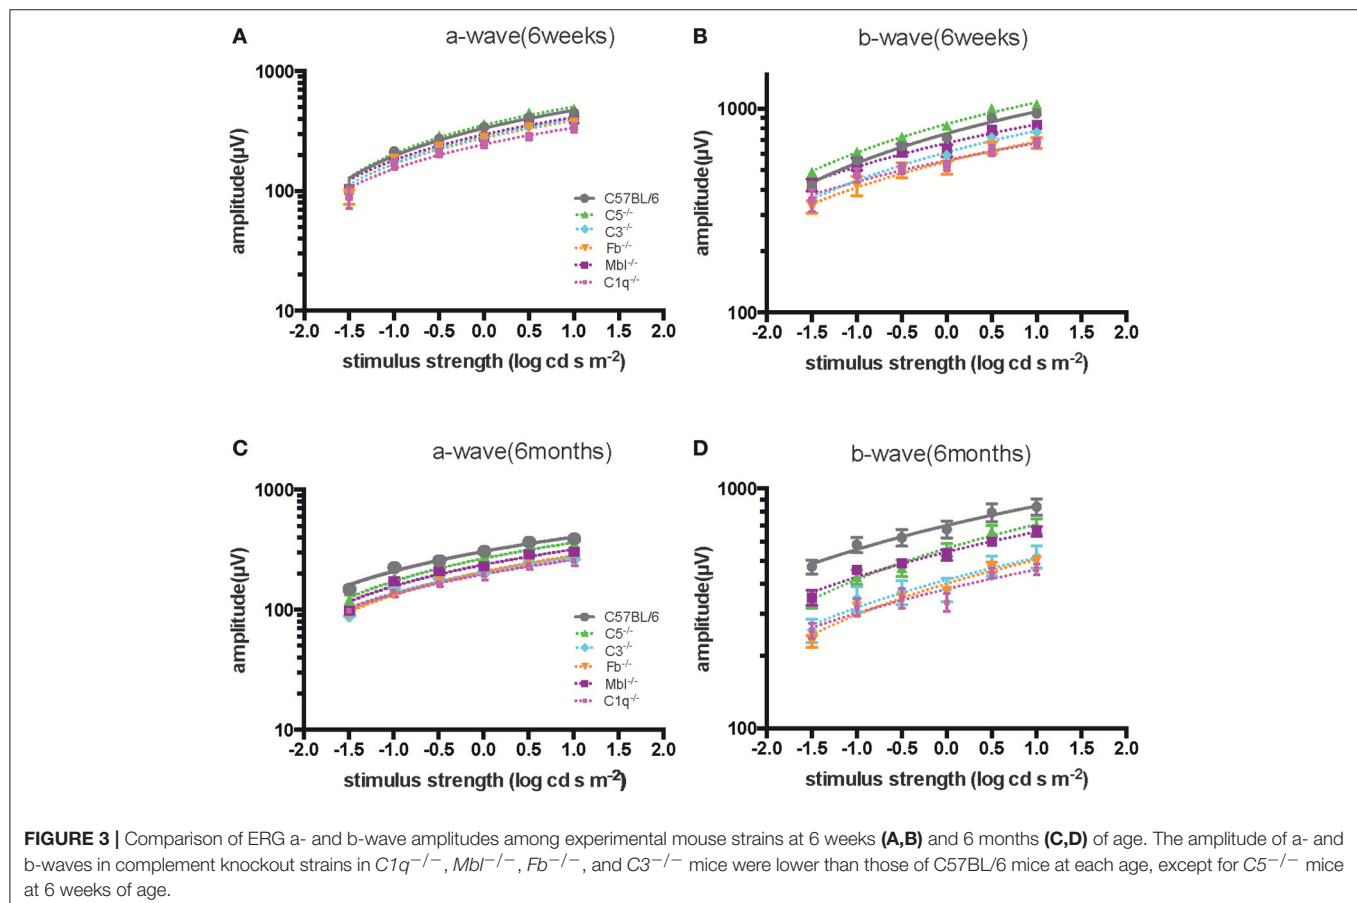 A
a-wave(6weeks)
1000
100
10
amplitude(µV)
-2.0 -1.5 -1.0 -0.5 0.0 0.5 1.0 1.5 2.0
stimulus strength (log cd s m⁻²)
C57BL/6
C5⁻/⁻
C3⁻/⁻
Fb⁻/⁻
Mbl⁻/⁻
C1q⁻/⁻
B
b-wave(6weeks)
1000
100
amplitude(µV)
-2.0 -1.5 -1.0 -0.5 0.0 0.5 1.0 1.5 2.0
stimulus strength (log cd s m⁻²)
C
a-wave(6months)
1000
100
10
amplitude(µV)
-2.0 -1.5 -1.0 -0.5 0.0 0.5 1.0 1.5 2.0
stimulus strength (log cd s m⁻²)
C57BL/6
C5⁻/⁻
C3⁻/⁻
Fb⁻/⁻
Mbl⁻/⁻
C1q⁻/⁻
D
b-wave(6months)
1000
100
amplitude(µV)
-2.0 -1.5 -1.0 -0.5 0.0 0.5 1.0 1.5 2.0
stimulus strength (log cd s m⁻²)
FIGURE 3 | Comparison of ERG a- and b-wave amplitudes among experimental mouse strains at 6 weeks (A,B) and 6 months (C,D) of age. The amplitude of a- and
b-waves in complement knockout strains in C1q−/−, Mbl−/−, Fb−/−, and C3−/− mice were lower than those of C57BL/6 mice at each age, except for C5−/− mice
at 6 weeks of age.